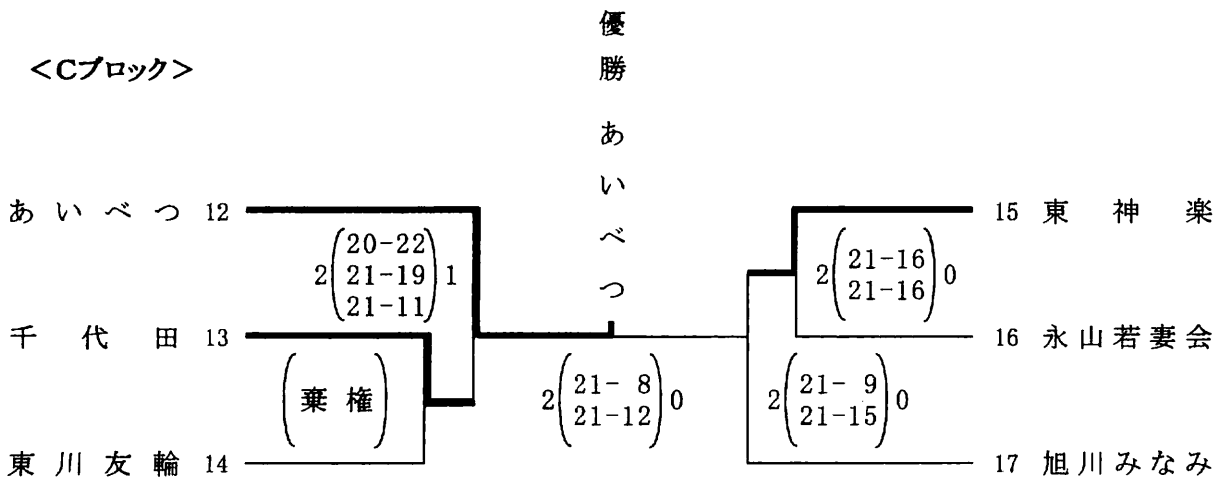 <Cブロック>
優勝 あいべつ
あいべつ 12
2(20-22 21-19 21-11)1
千代田 13
(棄権)
東川友輪 14
2(21- 8 21-12)0
15 東神楽
2(21-16 21-16)0
16 永山若妻会
2(21- 9 21-15)0
17 旭川みなみ